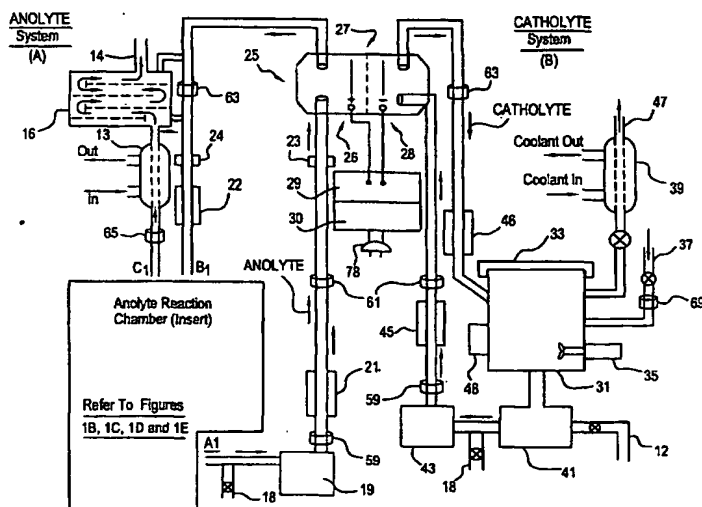 ANOLYTE
System
(A)
14
16
13
Out
In
65
C1
B1
63
24
22
25
27
26
28
23
29
30
78
ANOLYTE
61
21
59
Anolyte Reaction
Chamber (Insert)
Refer To Figures
1B, 1C, 1D and 1E
A1
18
19
CATHOLYTE
System
(B)
63
CATHOLYTE
47
Coolant Out
Coolant In
39
46
33
37
69
45
48
31
35
59
43
18
41
12